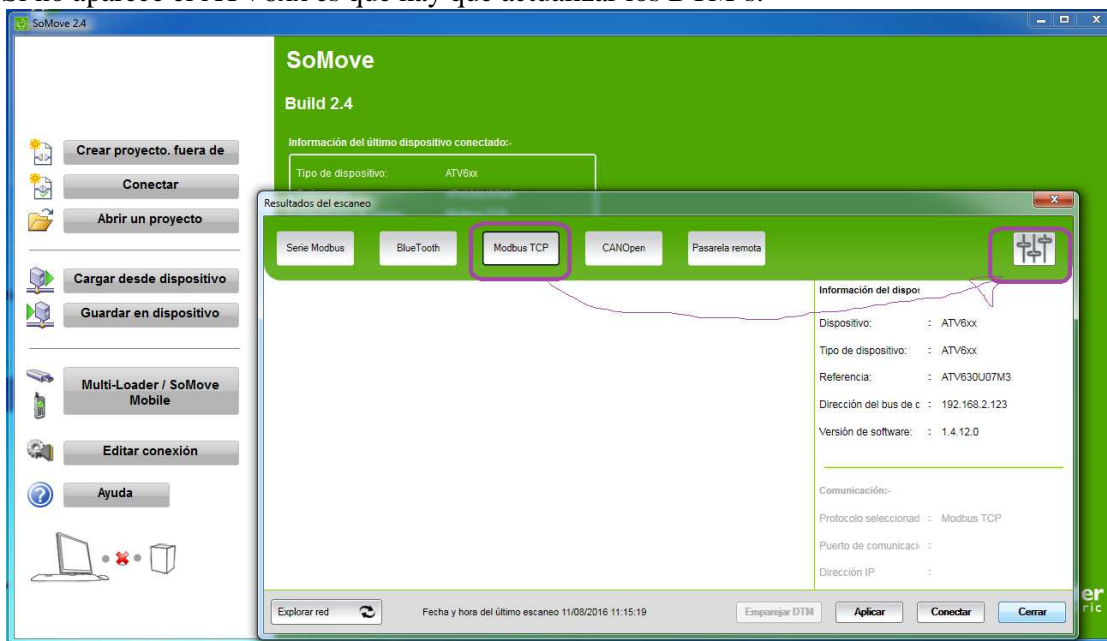 Si no aparece el ATV6xx es que hay que actualizar los DTM's.
SoMove 2.4
SoMove
Build 2.4
Información del último dispositivo conectado:-
Tipo de dispositivo: ATV6xx
Crear proyecto. fuera de
Conectar
Abrir un proyecto
Cargar desde dispositivo
Guardar en dispositivo
Multi-Loader / SoMove
Mobile
Editar conexión
Ayuda
Resultados del escaneo
Serie Modbus BlueTooth Modbus TCP CANOpen Pasarela remota
Información del dispo
Dispositivo: : ATV6xx
Tipo de dispositivo: : ATV6xx
Referencia: : ATV630U07M3
Dirección del bus de c : 192.168.2.123
Versión de software: : 1.4.12.0
Comunicación:-
Protocolo seleccionad : Modbus TCP
Puerto de comunicaci :
Dirección IP :
Explorar red Fecha y hora del último escaneo 11/08/2016 11:15:19 Emparejar DTM Aplicar Conectar Cerrar
er
ric